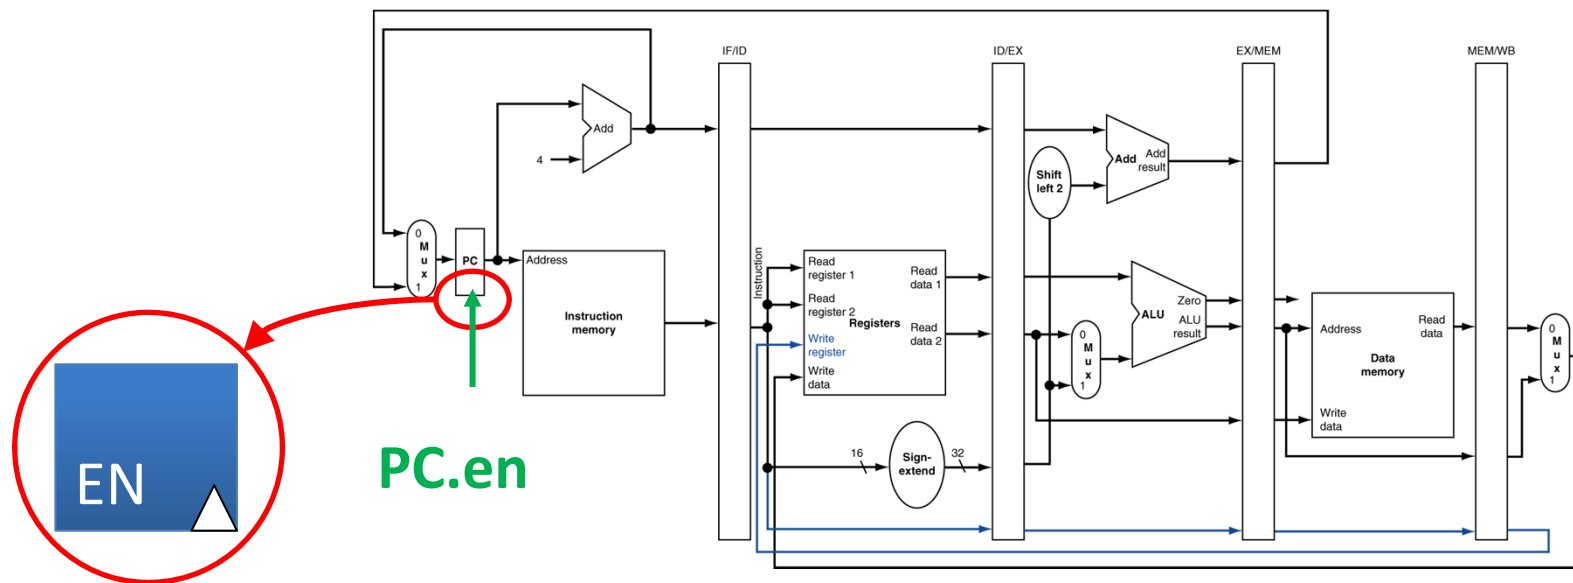 IF/ID
ID/EX
EX/MEM
MEM/WB
Add
4
Add
Add
result
Shift
left 2
0
M
u
x
1
PC
Address
Instruction
memory
Instruction
Read
register 1
Read
register 2
Registers
Write
register
Write
data
Read
data 1
Read
data 2
0
M
u
x
1
Zero
ALU
ALU
result
Address
Read
data
Data
memory
Write
data
0
M
u
x
1
16
Sign-
extend
32
EN
PC.en